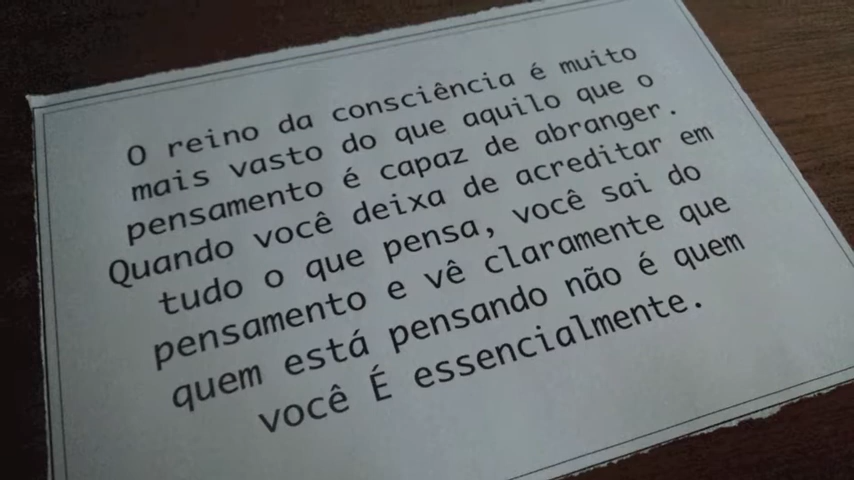 O reino da consciência é muito
mais vasto do que aquilo que o
pensamento é capaz de abranger.
Quando você deixa de acreditar em
tudo o que pensa, você sai do
pensamento e vê claramente que
quem está pensando não é quem
você É essencialmente.